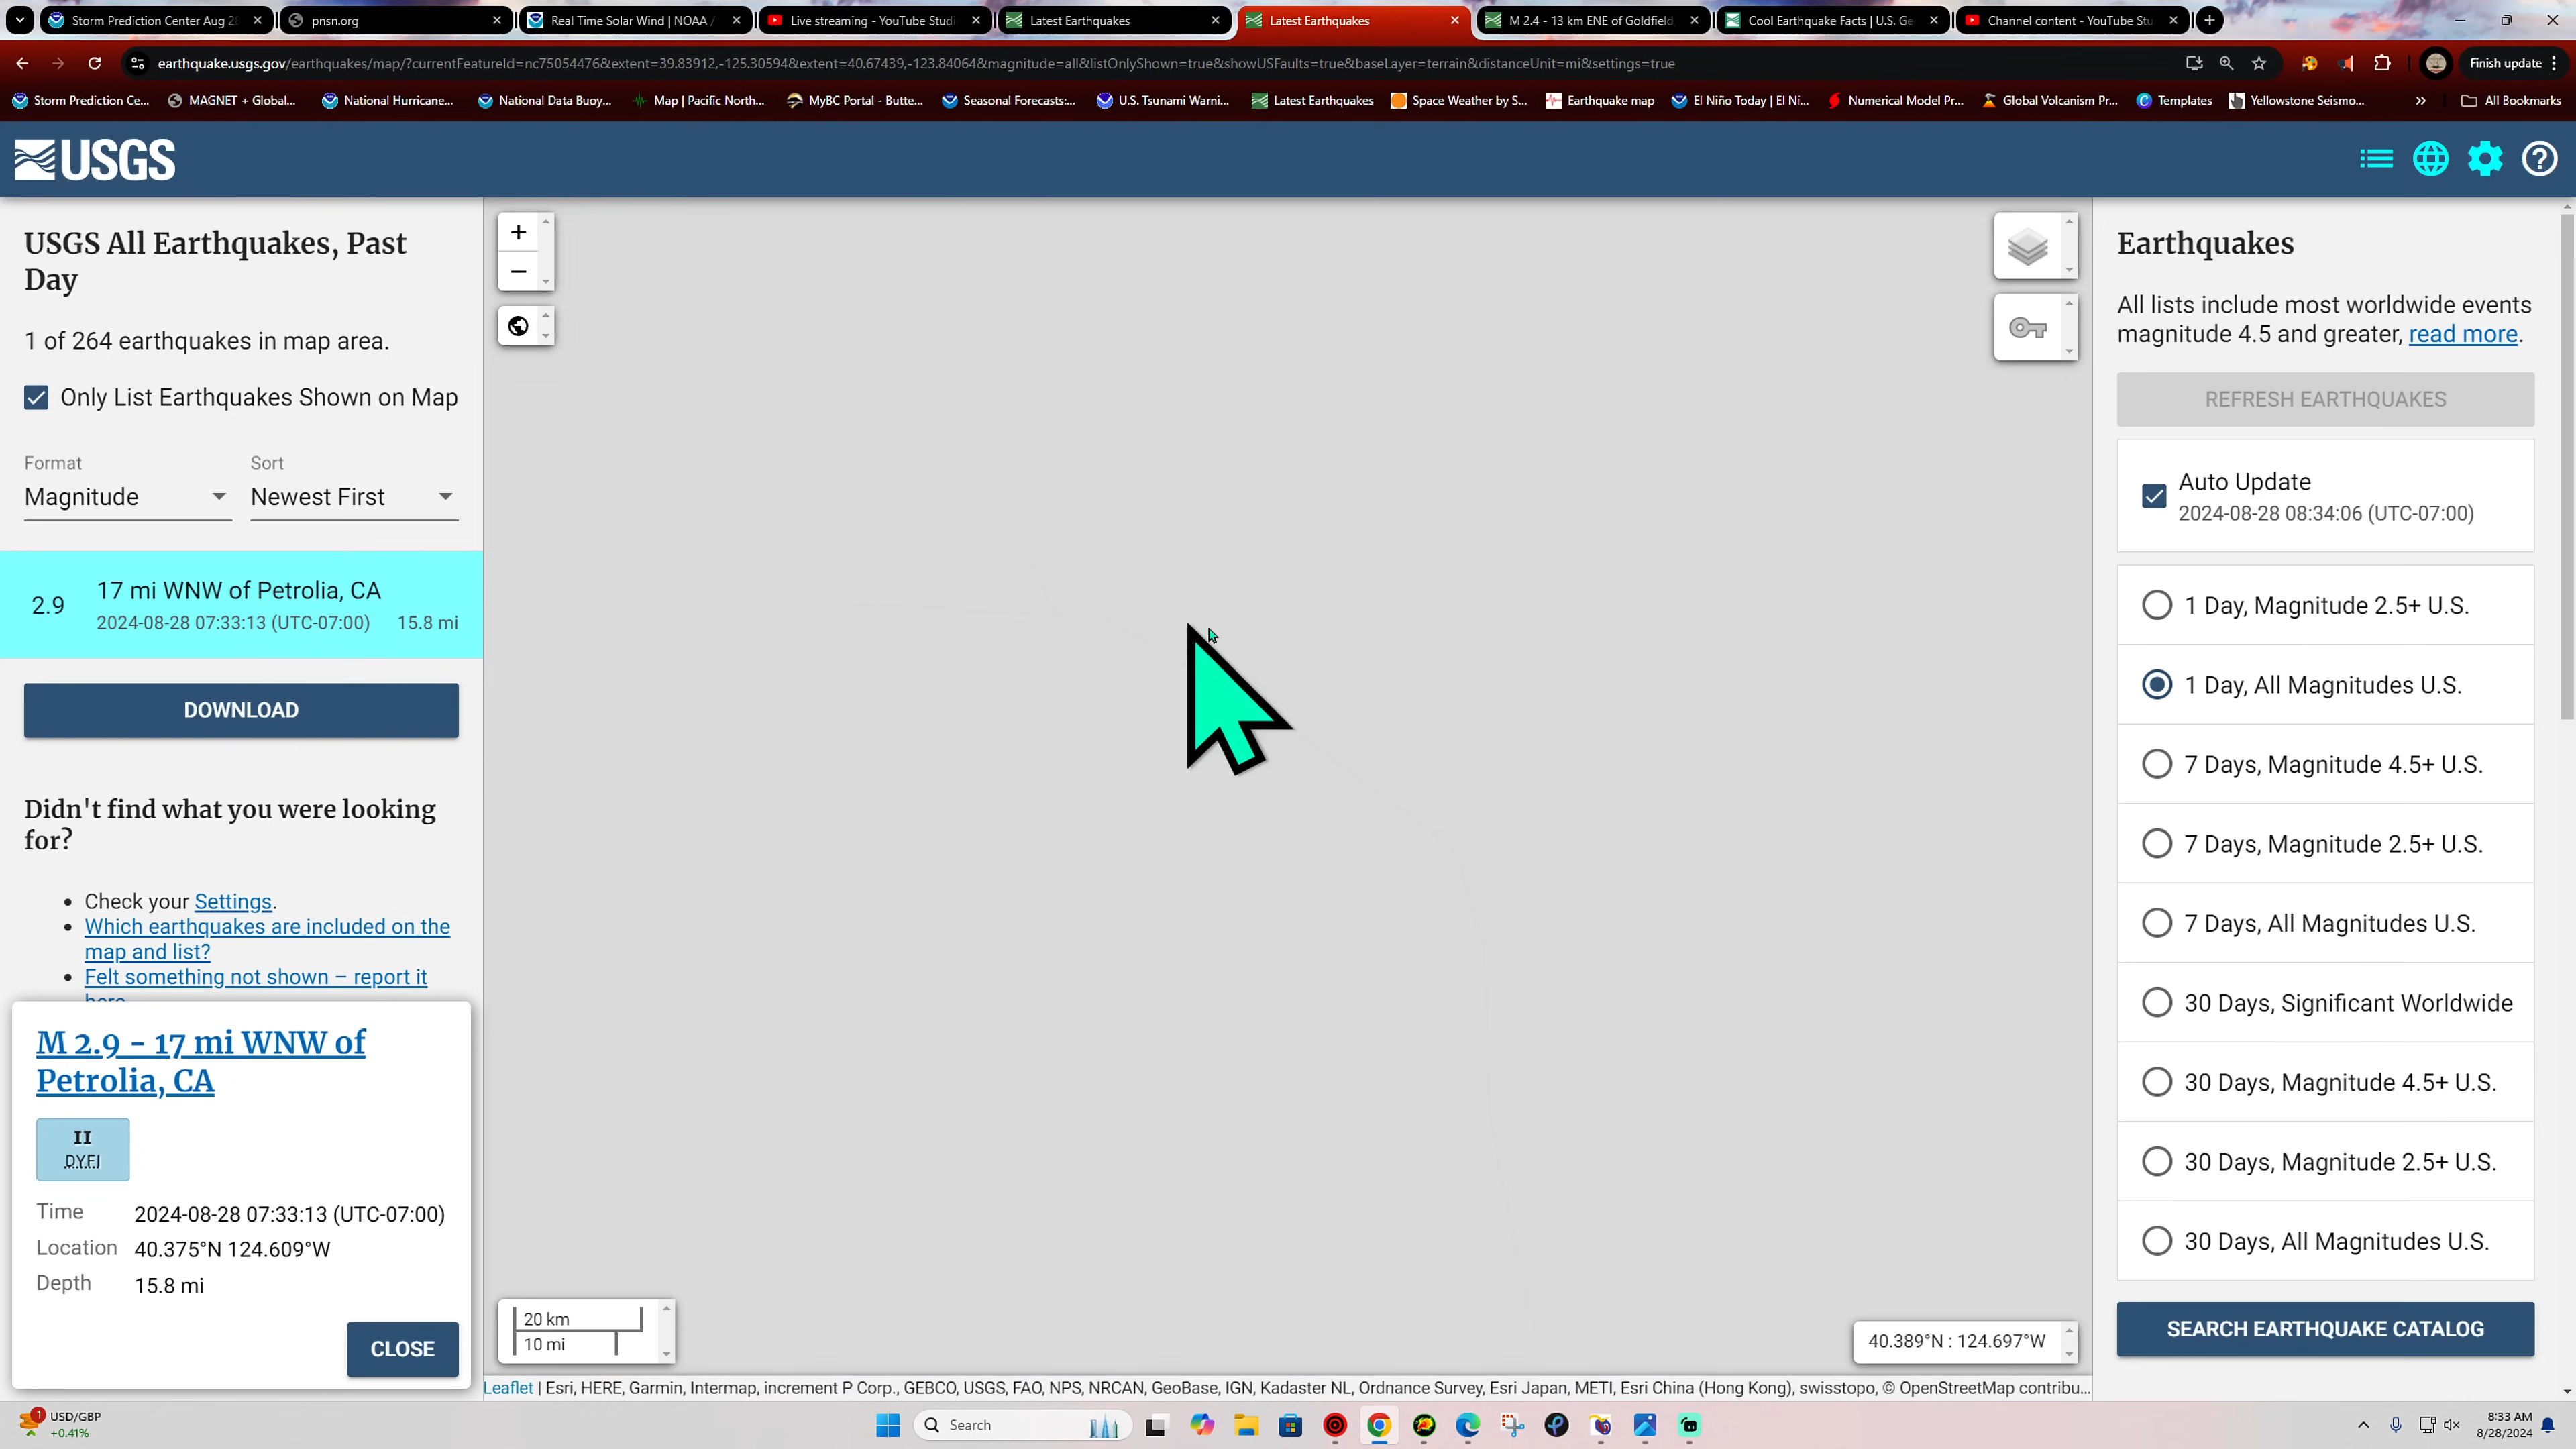 Storm Prediction Center Aug 28
pnsn.org
Real Time Solar Wind | NOAA /
Live streaming - YouTube Studi
Latest Earthquakes
Latest Earthquakes
M 2.4 - 13 km ENE of Goldfield
Cool Earthquake Facts | U.S. Ge
Channel content - YouTube Stu
earthquake.usgs.gov/earthquakes/map/?currentFeatureId=nc75054476&extent=39.83912,-125.30594&extent=40.67439,-123.84064&magnitude=all&listOnlyShown=true&showUSFaults=true&baseLayer=terrain&distanceUnit=mi&settings=true
Finish update
Storm Prediction Ce...
MAGNET + Global...
National Hurricane...
National Data Buoy...
Map | Pacific North...
MyBC Portal - Butte...
Seasonal Forecasts:...
U.S. Tsunami Warni...
Latest Earthquakes
Space Weather by S...
Earthquake map
El Niño Today | El Ni...
Numerical Model Pr...
Global Volcanism Pr...
Templates
Yellowstone Seismo...
All Bookmarks
USGS
USGS All Earthquakes, Past
Day
1 of 264 earthquakes in map area.
Only List Earthquakes Shown on Map
Format
Sort
Magnitude
Newest First
2.9
17 mi WNW of Petrolia, CA
2024-08-28 07:33:13 (UTC-07:00) 15.8 mi
DOWNLOAD
Didn't find what you were looking
for?
Check your Settings.
Which earthquakes are included on the
map and list?
Felt something not shown – report it
here
M 2.9 - 17 mi WNW of
Petrolia, CA
II
DYFI
Time 2024-08-28 07:33:13 (UTC-07:00)
Location 40.375°N 124.609°W
Depth 15.8 mi
CLOSE
+
−
20 km
10 mi
40.389°N : 124.697°W
Leaflet | Esri, HERE, Garmin, Intermap, increment P Corp., GEBCO, USGS, FAO, NPS, NRCAN, GeoBase, IGN, Kadaster NL, Ordnance Survey, Esri Japan, METI, Esri China (Hong Kong), swisstopo, © OpenStreetMap contribu...
Earthquakes
All lists include most worldwide events
magnitude 4.5 and greater, read more.
REFRESH EARTHQUAKES
Auto Update
2024-08-28 08:34:06 (UTC-07:00)
1 Day, Magnitude 2.5+ U.S.
1 Day, All Magnitudes U.S.
7 Days, Magnitude 4.5+ U.S.
7 Days, Magnitude 2.5+ U.S.
7 Days, All Magnitudes U.S.
30 Days, Significant Worldwide
30 Days, Magnitude 4.5+ U.S.
30 Days, Magnitude 2.5+ U.S.
30 Days, All Magnitudes U.S.
SEARCH EARTHQUAKE CATALOG
1
USD/GBP
+0.41%
Search
8:33 AM
8/28/2024